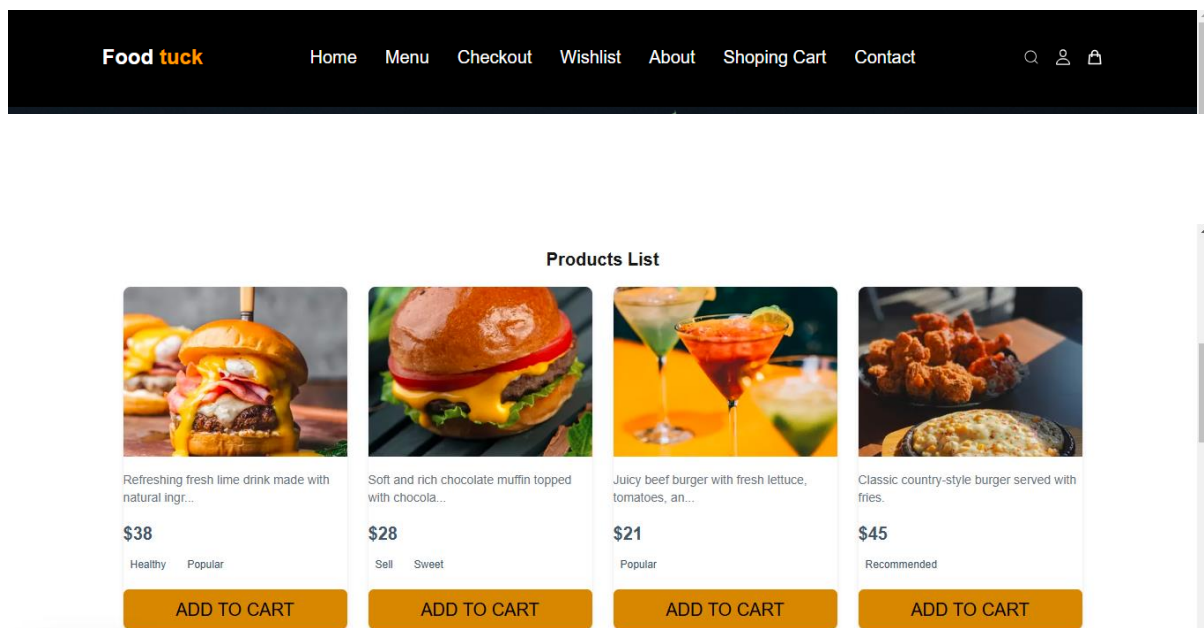 Food tuck
Home Menu Checkout Wishlist About Shoping Cart Contact
Products List
Refreshing fresh lime drink made with
natural ingr...
$38
Healthy Popular
ADD TO CART
Soft and rich chocolate muffin topped
with chocola...
$28
Sell Sweet
ADD TO CART
Juicy beef burger with fresh lettuce,
tomatoes, an...
$21
Popular
ADD TO CART
Classic country-style burger served with
fries.
$45
Recommended
ADD TO CART